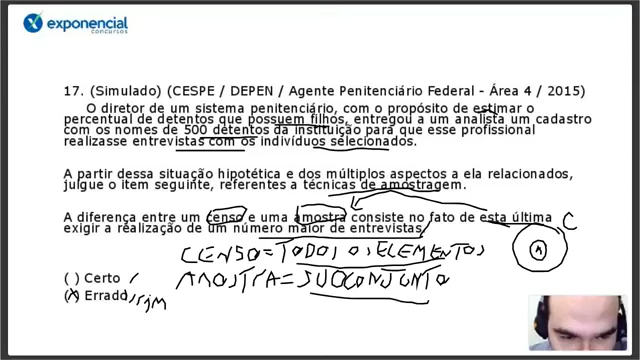 exponencial
concursos
17. (Simulado) (CESPE / DEPEN / Agente Penitenciário Federal - Área 4 / 2015)
O diretor de um sistema penitenciário, com o propósito de estimar o
percentual de detentos que possuem filhos, entregou a um analista um cadastro
com os nomes de 500 detentos da instituição para que esse profissional
realizasse entrevistas com os indivíduos selecionados.
A partir dessa situação hipotética e dos múltiplos aspectos a ela relacionados,
julgue o item seguinte, referentes a técnicas de amostragem.
A diferença entre um censo e uma amostra consiste no fato de esta última
exigir a realização de um número maior de entrevistas.
C
A
CENSO = TODOS OS ELEMENTOS
AMOSTRA = SUBCONJUNTO
( ) Certo
(X) Errado